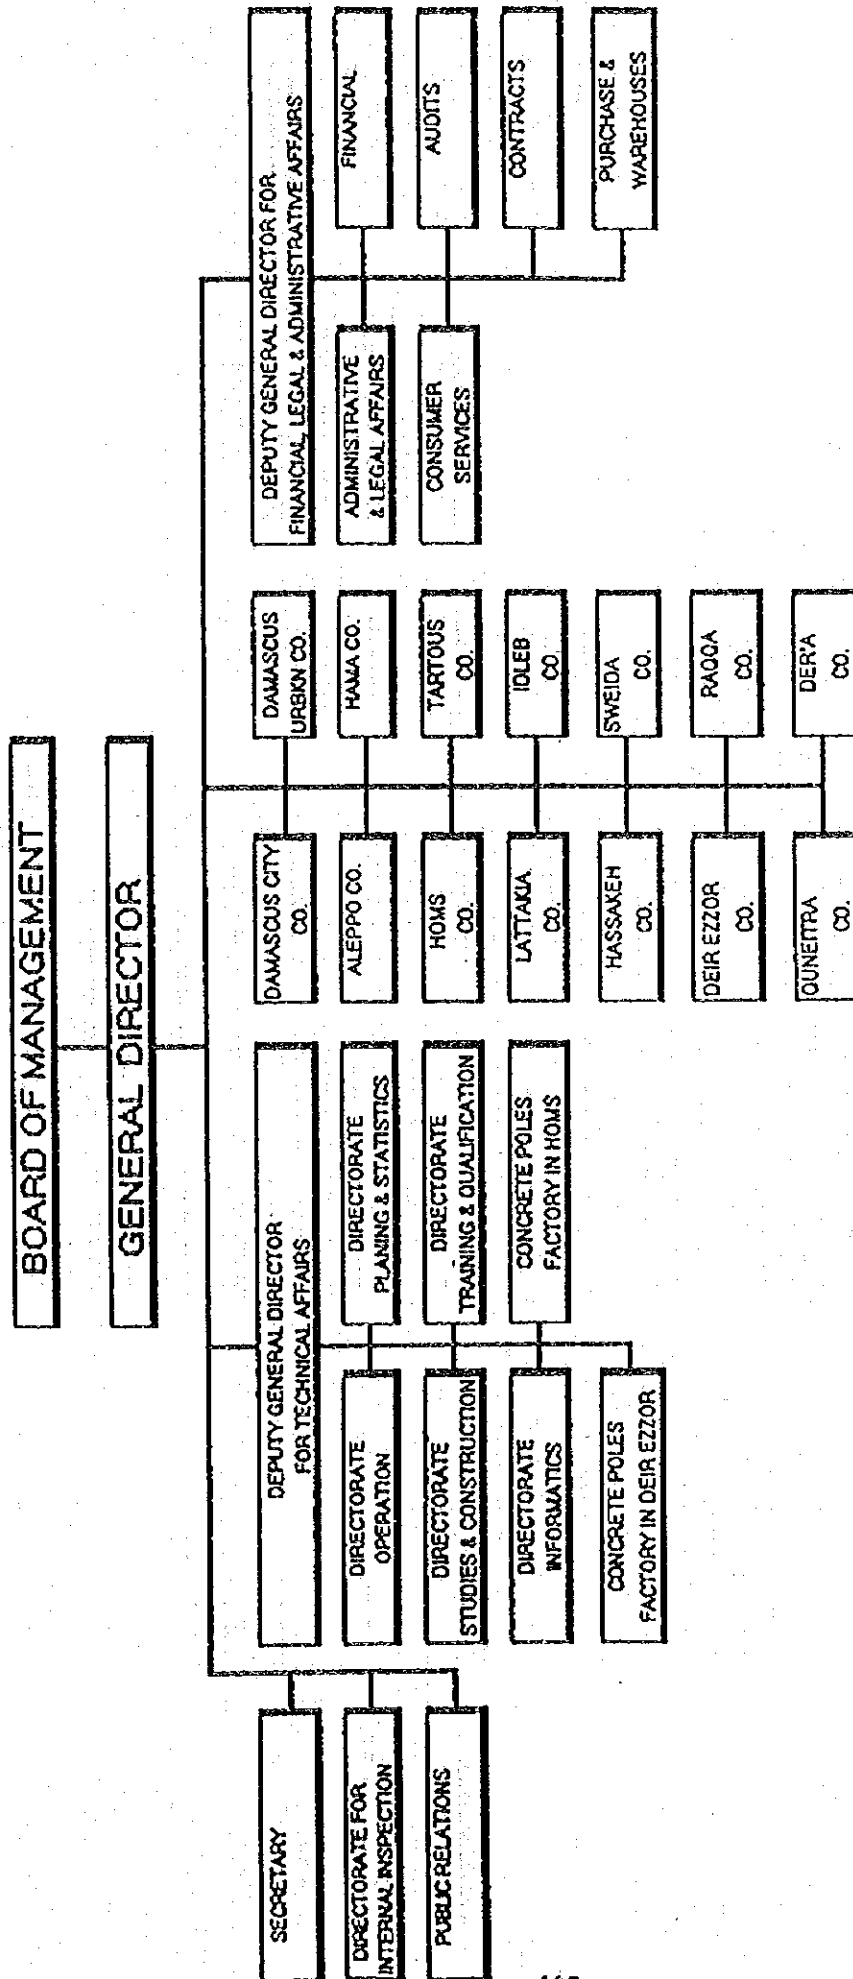 BOARD OF MANAGEMENT
GENERAL DIRECTOR
SECRETARY
DIRECTORATE FOR
INTERNAL INSPECTION
PUBLIC RELATIONS
DEPUTY GENERAL DIRECTOR
FOR TECHNICAL AFFAIRS
DIRECTORATE
OPERATION
DIRECTORATE
PLANING & STATISTICS
DIRECTORATE
STUDIES & CONSTRUCTION
DIRECTORATE
TRAINING & QUALIFICATION
DIRECTORATE
INFORMATICS
CONCRETE POLES
FACTORY IN HOMS
CONCRETE POLES
FACTORY IN DEIR EZZOR
DAMASCUS CITY
CO.
DAMASCUS
URBKN CO.
ALEPPO CO.
HAMA CO.
HOMS
CO.
TARTOUS
CO.
LATTAKIA
CO.
IDLEB
CO
HASSAKEH
CO.
SWEIDA
CO.
DEIR EZZOR
CO.
RAQQA
CO.
QUNEITRA
CO.
DER'A
CO.
DEPUTY GENERAL DIRECTOR FOR
FINANCIAL, LEGAL & ADMINISTRATIVE AFFAIRS
ADMINISTRATIVE
& LEGAL AFFAIRS
FINANCIAL
CONSUMER
SERVICES
AUDITS
CONTRACTS
PURCHASE &
WAREHOUSES